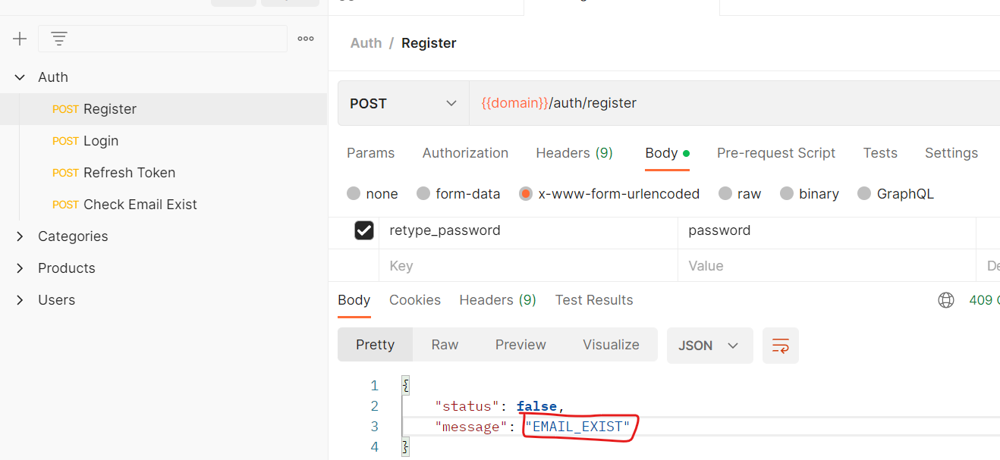 Auth / Register
Auth
POST Register
POST Login
POST Refresh Token
POST Check Email Exist
Categories
Products
Users
POST {{domain}}/auth/register
Params Authorization Headers (9) Body Pre-request Script Tests Settings
none form-data x-www-form-urlencoded raw binary GraphQL
retype_password password
Key Value
Body Cookies Headers (9) Test Results 409
Pretty Raw Preview Visualize JSON
1 {
2 "status": false,
3 "message": "EMAIL_EXIST"
4 }